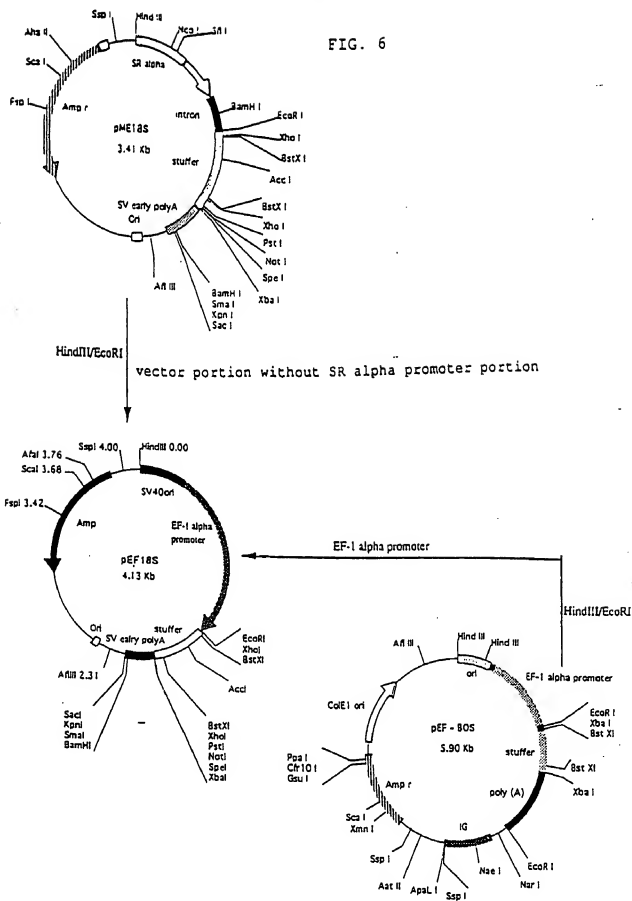 FIG. 6
Ssp I
Hind III
Nco I
Sfi I
Aha II
Sca I
Fsp I
SR alpha
Amp r
intron
BamH I
EcoR I
Xho I
BstX I
Acc I
pME18S
3.41 Kb
stuffer
SV early polyA
Ori
BstX I
Xho I
Pst I
Not I
Spe I
Xba I
Afl III
BamH I
Sma I
Kpn I
Sac I
HindIII/EcoRI
vector portion without SR alpha promoter portion
SspI 4.00
HindIII 0.00
AfaI 3.76
ScaI 3.68
FspI 3.42
SV40ori
Amp
EF-1 alpha
promoter
pEF18S
4.13 Kb
EF-1 alpha promoter
HindIII/EcoRI
Ori
SV ealry polyA
stuffer
EcoRI
XhoI
BstXI
AccI
AflIII 2.31
SacI
KpnI
SmaI
BamHI
BstXI
XhoI
PstI
NotI
SpeI
XbaI
Afl III
Hind III
Hind III
ori
EF-1 alpha promoter
ColE1 ori
pEF - BOS
5.90 Kb
EcoR I
Xba I
Bst XI
stuffer
Bst XI
Xba I
poly (A)
Ppa I
Cfr10 I
Gsu I
Amp r
Sca I
Xmn I
Ssp I
Aat II
ApaL I
Ssp I
IG
Nae I
Nar I
EcoR I